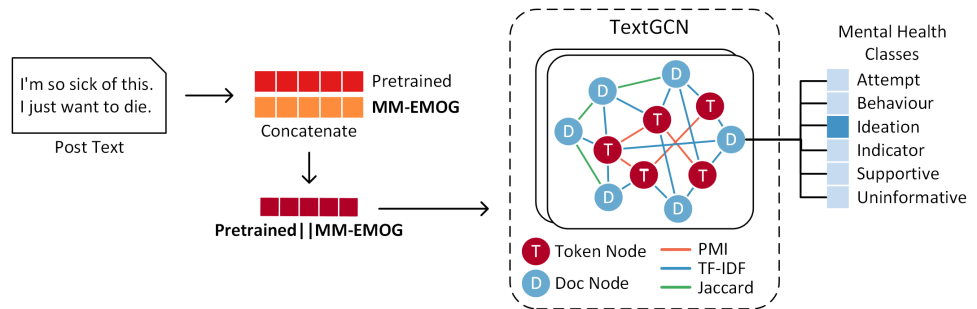 I'm so sick of this.
I just want to die.
Post Text
Pretrained
MM-EMOG
Concatenate
Pretrained||MM-EMOG
TextGCN
D
D
T
T
D
T
D
T
T
D
D
T Token Node
D Doc Node
PMI
TF-IDF
Jaccard
Mental Health
Classes
Attempt
Behaviour
Ideation
Indicator
Supportive
Uninformative